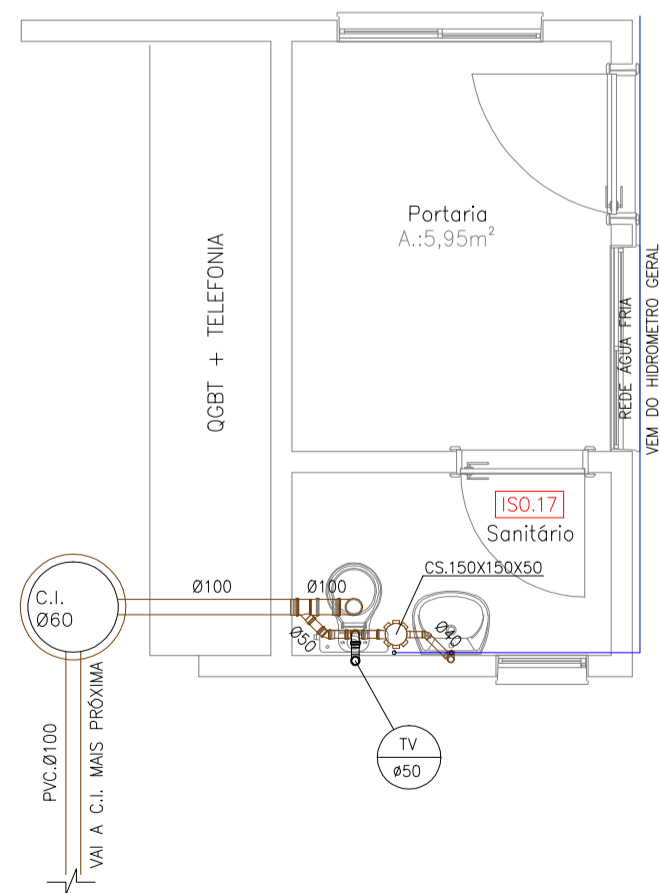 Portaria
A.:5,95m²
QGBT + TELEFONIA
REDE ÁGUA FRIA
VEM DO HIDROMETRO GERAL
ISO.17
Sanitário
CS.150X150X50
C.I.
Ø60
Ø100
Ø100
Ø50
Ø40
TV
ø50
PVC.Ø100
VAI A C.I. MAIS PRÓXIMA